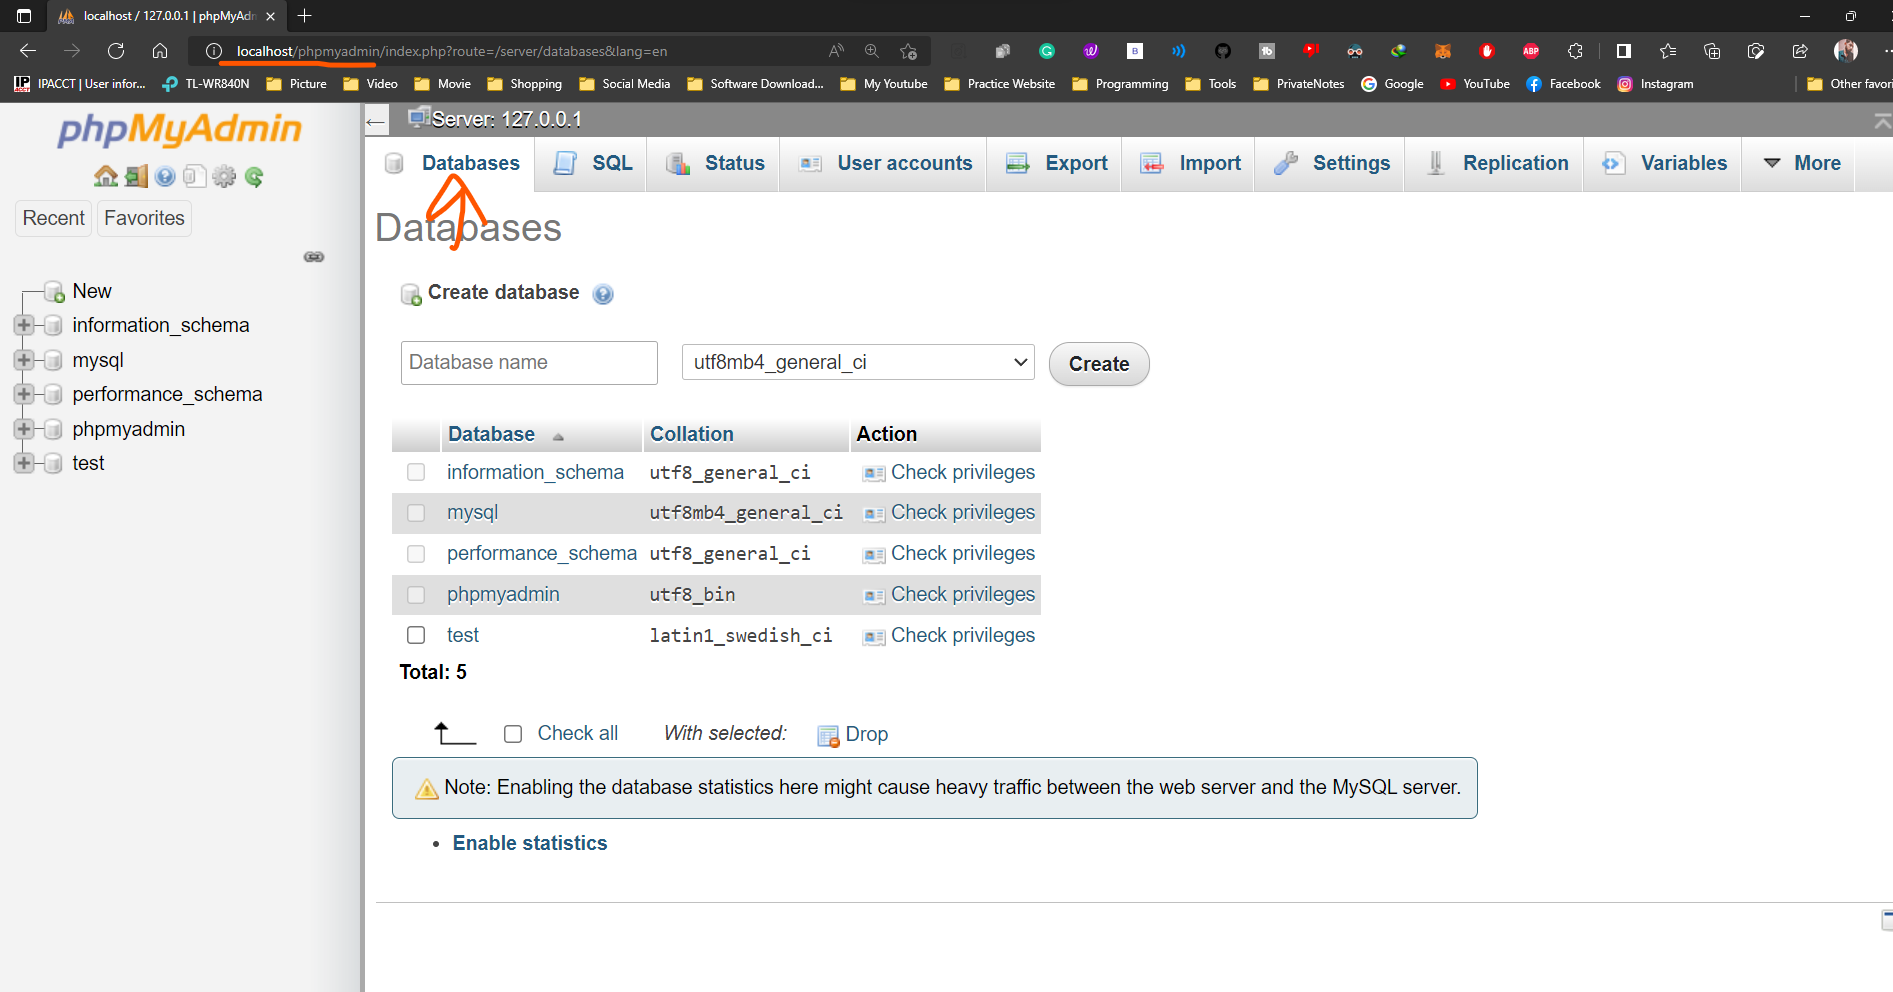 localhost / 127.0.0.1 | phpMyAdm
localhost/phpmyadmin/index.php?route=/server/databases&lang=en
IPACCT | User infor...
TL-WR840N
Picture
Video
Movie
Shopping
Social Media
Software Download...
My Youtube
Practice Website
Programming
Tools
PrivateNotes
Google
YouTube
Facebook
Instagram
Other favori
phpMyAdmin
Recent
Favorites
New
information_schema
mysql
performance_schema
phpmyadmin
test
Server: 127.0.0.1
Databases
SQL
Status
User accounts
Export
Import
Settings
Replication
Variables
More
Databases
Create database
Database name
utf8mb4_general_ci
Create
Database Collation Action
information_schema utf8_general_ci Check privileges
mysql utf8mb4_general_ci Check privileges
performance_schema utf8_general_ci Check privileges
phpmyadmin utf8_bin Check privileges
test latin1_swedish_ci Check privileges
Total: 5
Check all With selected: Drop
Note: Enabling the database statistics here might cause heavy traffic between the web server and the MySQL server.
Enable statistics